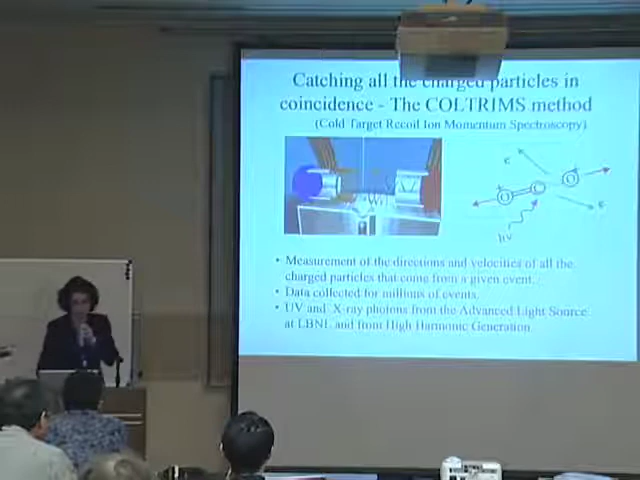 Catching all the charged particles in
coincidence - The COLTRIMS method
(Cold Target Recoil Ion Momentum Spectroscopy)
e
e
hν
• Measurement of the directions and velocities of all the
charged particles that come from a given event.
• Data collected for millions of events.
• UV and X-ray photons from the Advanced Light Source
at LBNL and from High Harmonic Generation.